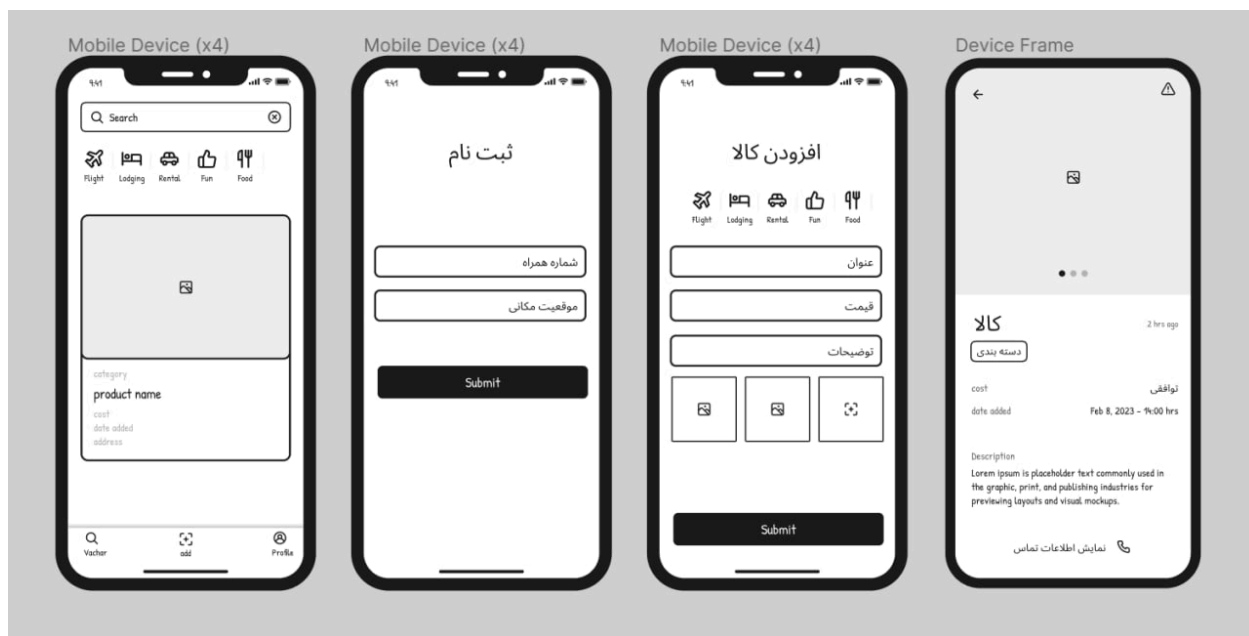 Mobile Device (x4)
9:41
Search
Flight Lodging Rental Fun Food
category
product name
cost
date added
address
Vachar add Profile
Mobile Device (x4)
9:41
ثبت نام
شماره همراه
موقعیت مکانی
Submit
Mobile Device (x4)
9:41
افزودن کالا
Flight Lodging Rental Fun Food
عنوان
قیمت
توضیحات
Submit
Device Frame
کالا 2 hrs ago
دسته بندی
cost توافقی
date added Feb 8, 2023 - 14:00 hrs
Description
Lorem ipsum is placeholder text commonly used in
the graphic, print, and publishing industries for
previewing layouts and visual mockups.
نمایش اطلاعات تماس